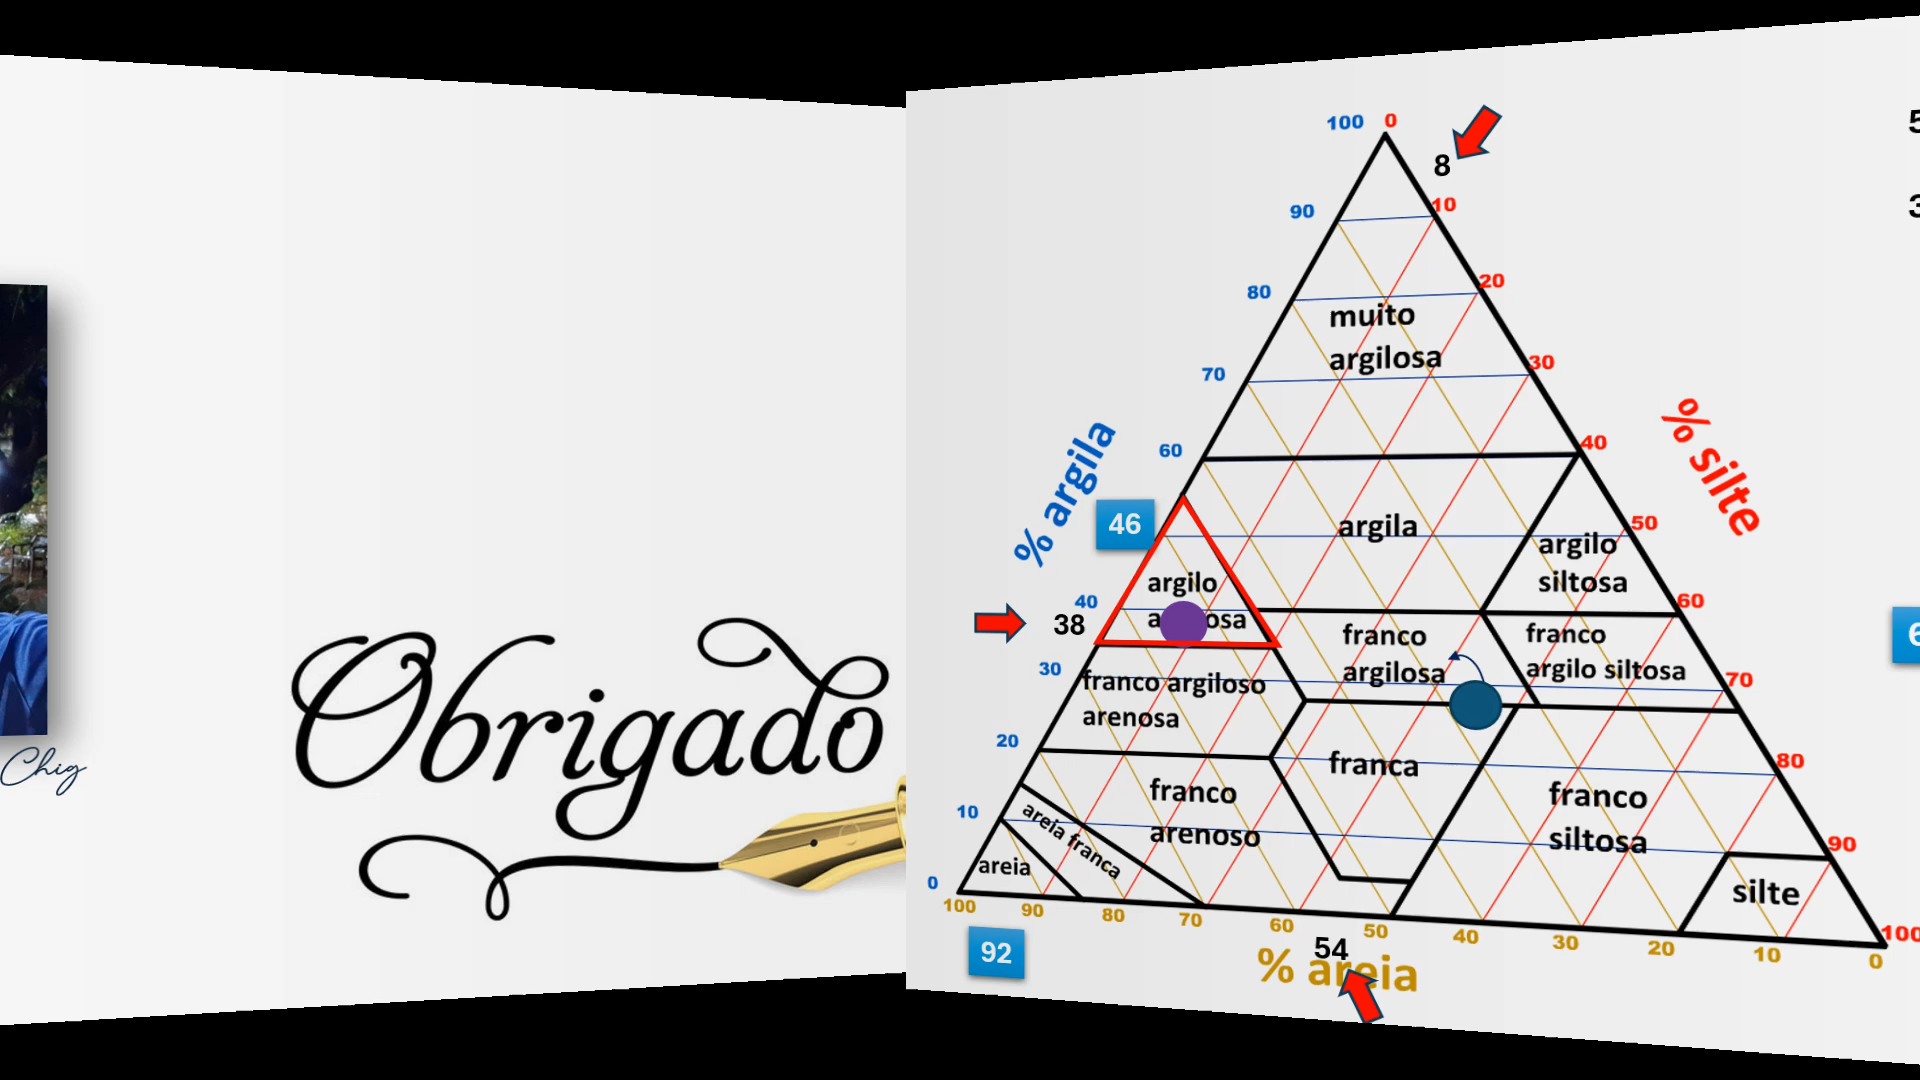 Chig
Obrigado
100
0
8
10
90
20
80
muito
argilosa
30
70
40
60
% argila
% silte
46
50
argila
argilo
siltosa
argilo
40
60
38
franco
argilosa
franco
argilo siltosa
30
70
franco argiloso
arenosa
20
80
franca
franco
arenoso
franco
siltosa
10
90
areia franca
areia
silte
0
100
100
90
80
70
60
50
40
30
20
10
0
92
54
% areia